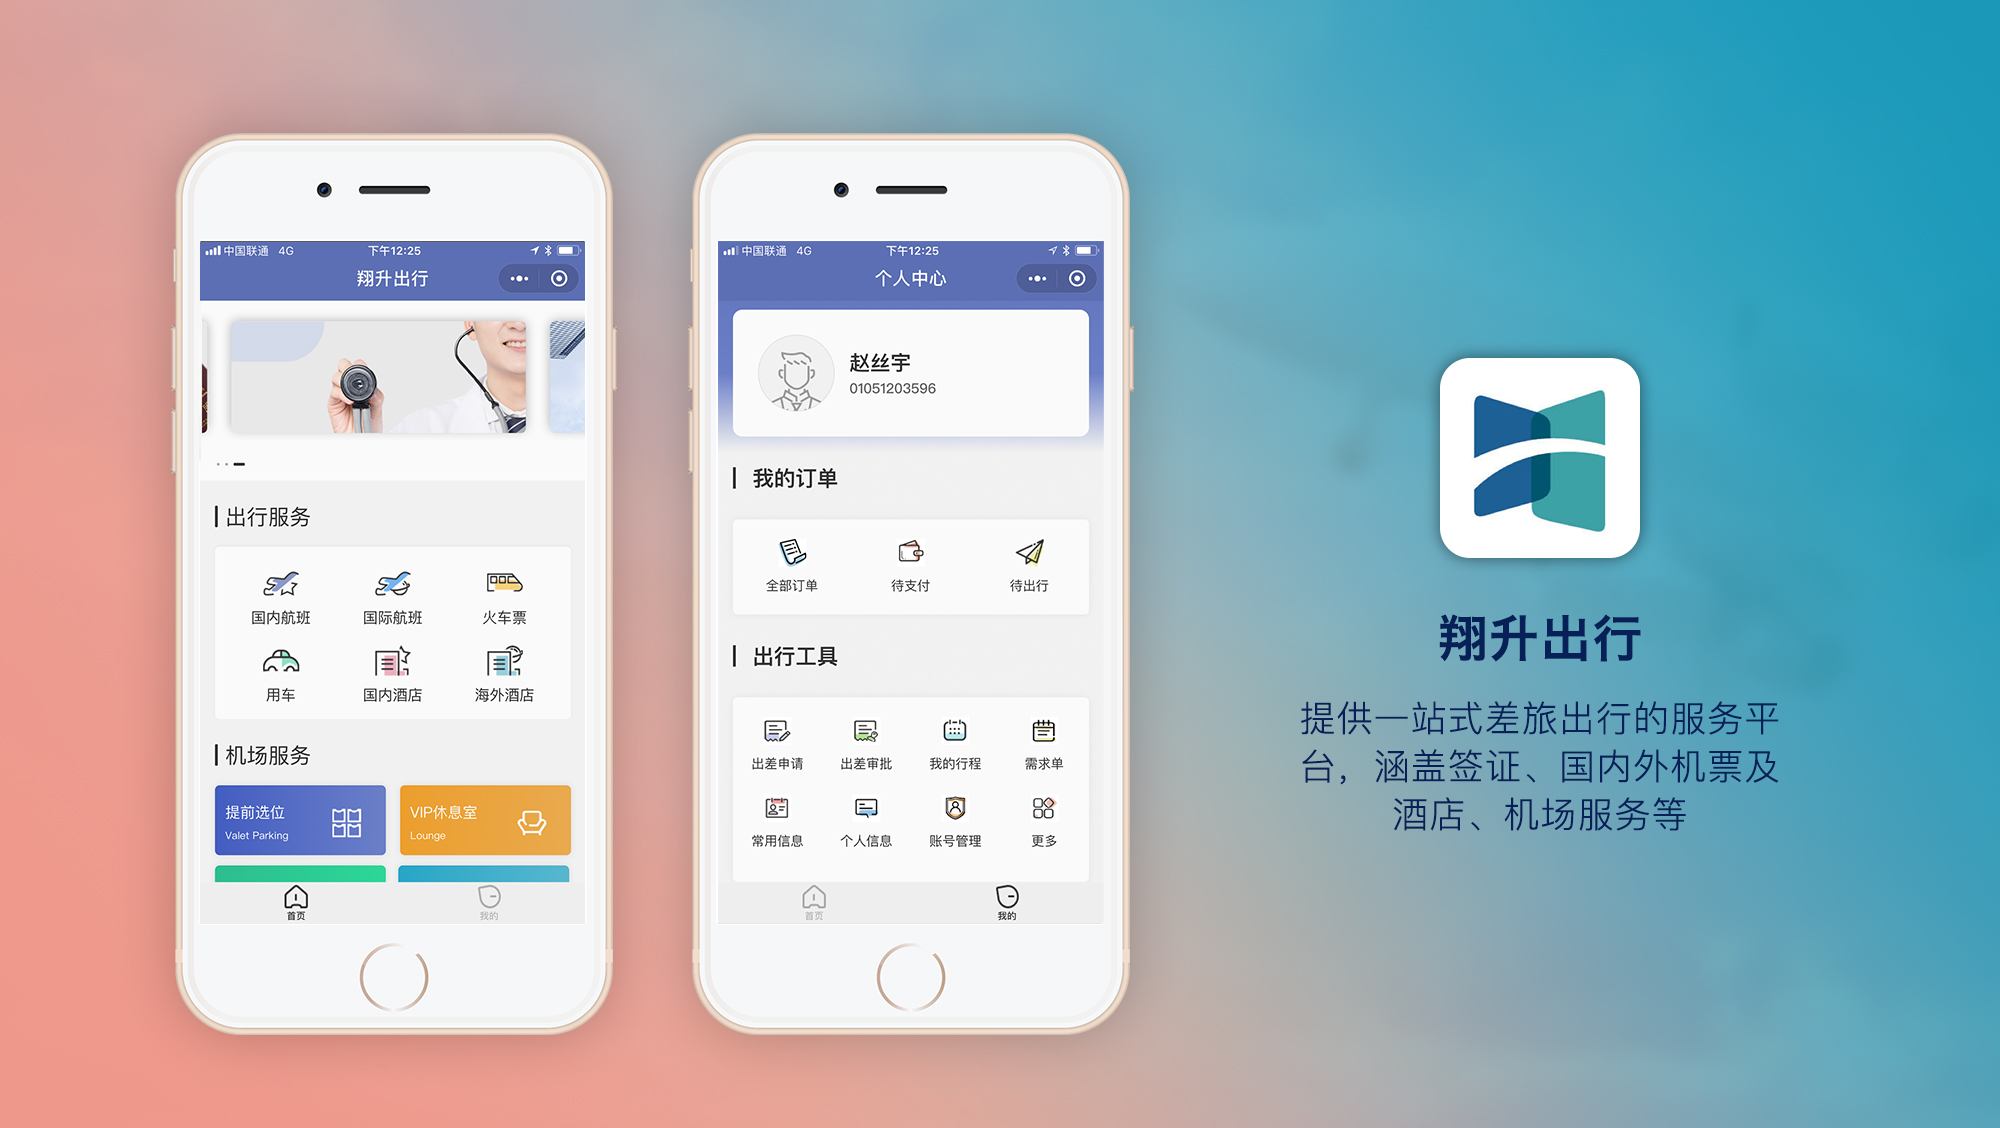 中国联通 4G 下午12:25
翔升出行
出行服务
国内航班 国际航班 火车票
用车 国内酒店 海外酒店
机场服务
提前选位 VIP休息室
Valet Parking Lounge
首页 我的
中国联通 4G 下午12:25
个人中心
赵丝宇
01051203596
我的订单
全部订单 待支付 待出行
出行工具
出差申请 出差审批 我的行程 需求单
常用信息 个人信息 账号管理 更多
首页 我的
翔升出行
提供一站式差旅出行的服务平
台，涵盖签证、国内外机票及
酒店、机场服务等